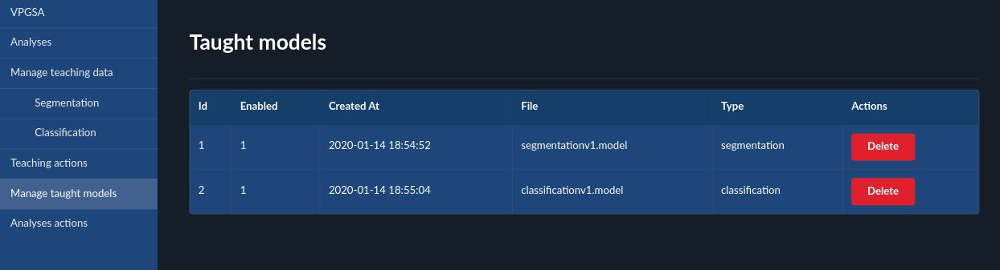 VPGSA
Analyses
Manage teaching data
Segmentation
Classification
Teaching actions
Manage taught models
Analyses actions
Taught models
Id Enabled Created At File Type Actions
1 1 2020-01-14 18:54:52 segmentationv1.model segmentation Delete
2 1 2020-01-14 18:55:04 classificationv1.model classification Delete